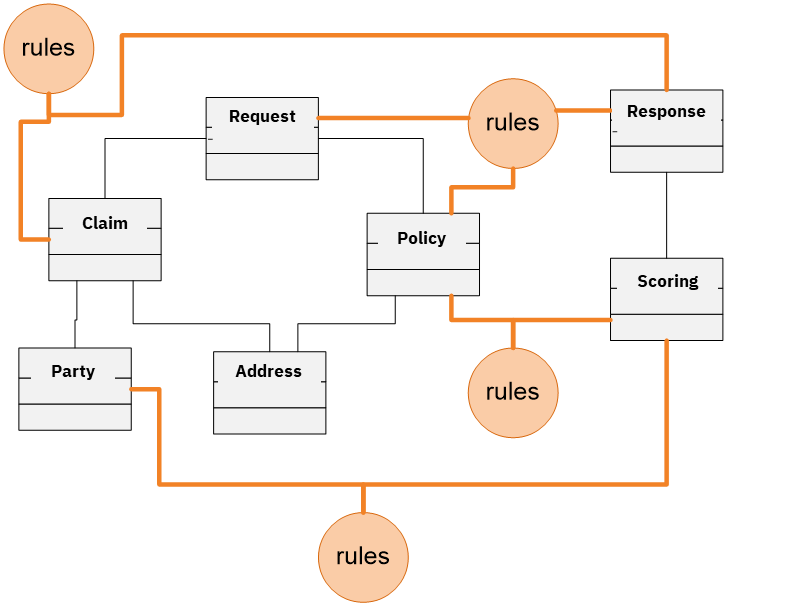 rules
Request
rules
Response
Claim
Policy
Scoring
Party
Address
rules
rules